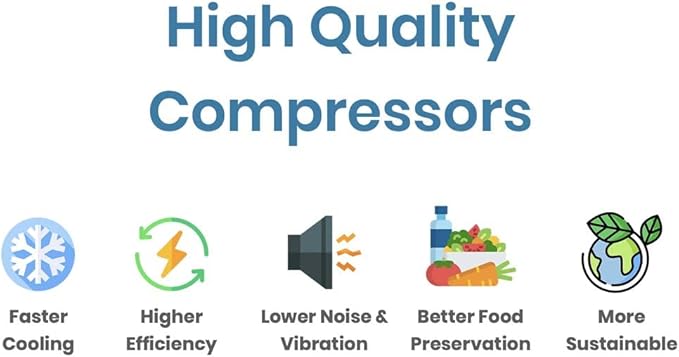 High Quality
Compressors
Faster
Cooling
Higher
Efficiency
Lower Noise &
Vibration
Better Food
Preservation
More
Sustainable